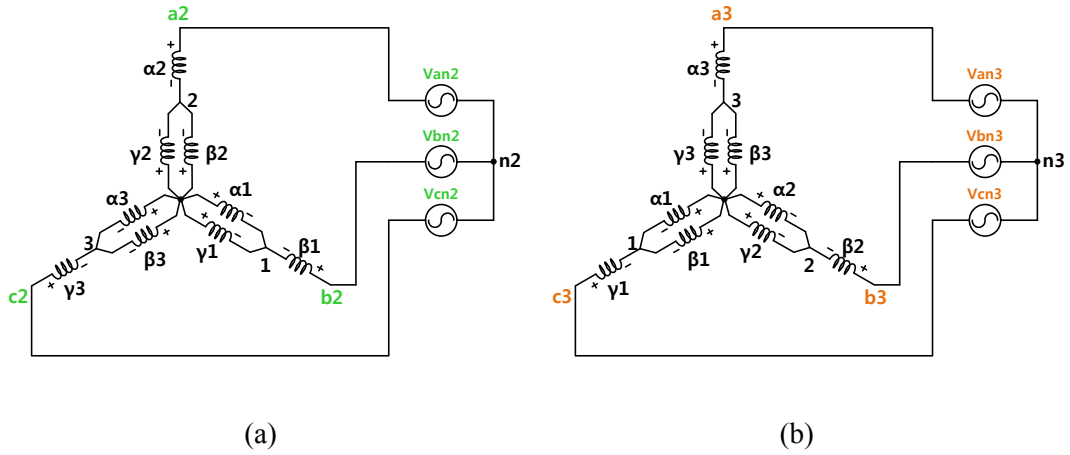 a2
+
α2
-
2
- -
γ2 β2
+ +
α3 α1
+ +
- -
3 + +
- β3 γ1 - 1 - β1
- +
+ γ3
c2 b2
Van2
Vbn2
n2
Vcn2
(a)
a3
+
α3
-
3
- -
γ3 β3
+ +
α1 α2
+ +
- -
1 + +
- β1 γ2 - 2 - β2
- +
+ γ1
c3 b3
Van3
Vbn3
n3
Vcn3
(b)